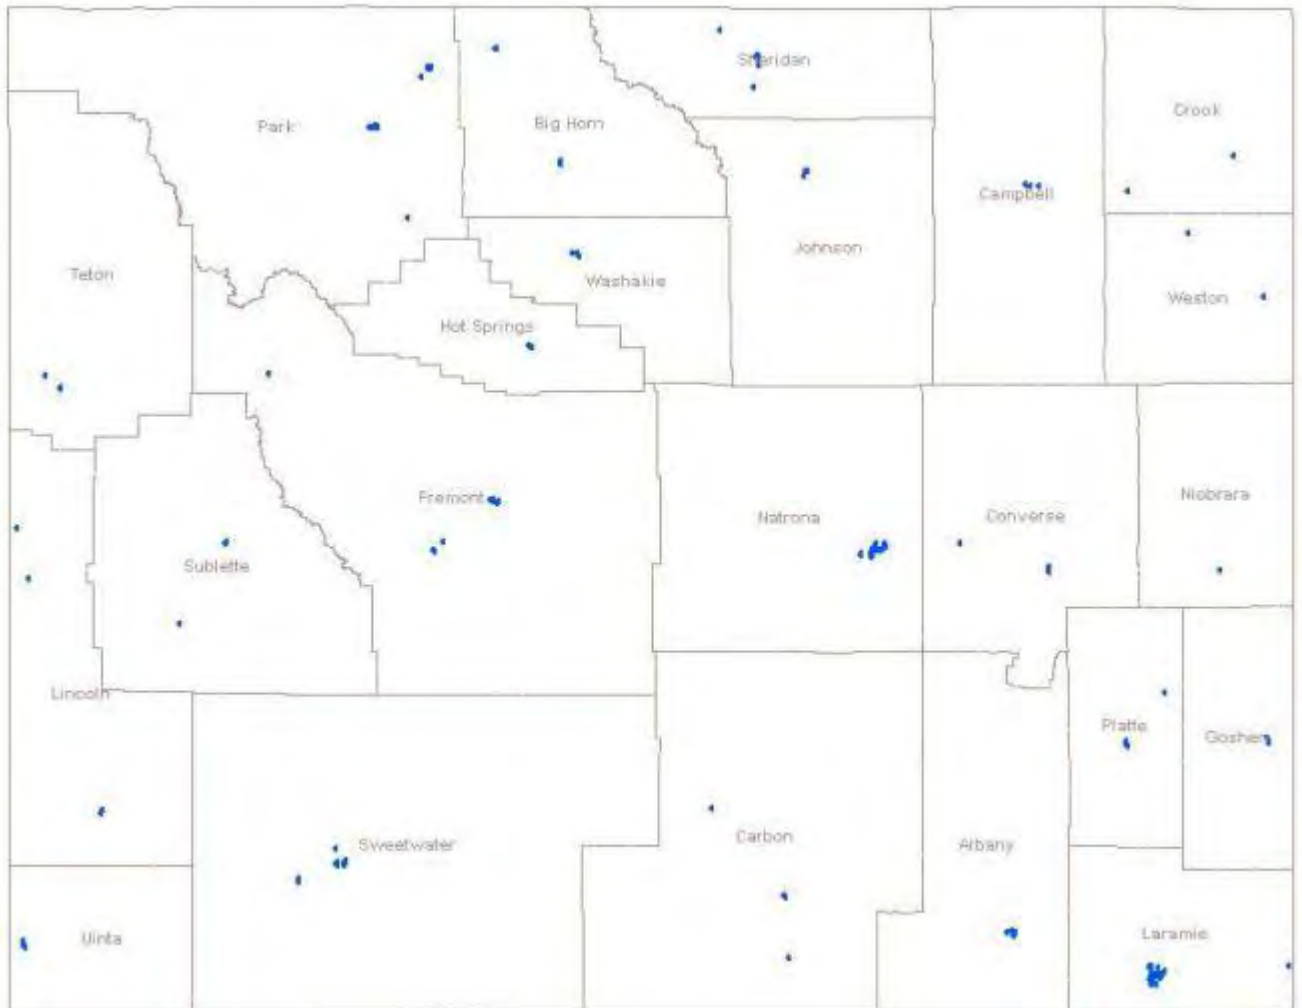 Sheridan
Crook
Park
Big Horn
Campbell
Johnson
Teton
Washakie
Weston
Hot Springs
Fremont
Niobrara
Natrona
Converse
Sublette
Lincoln
Platte
Goshen
Carbon
Sweetwater
Albany
Laramie
Uinta